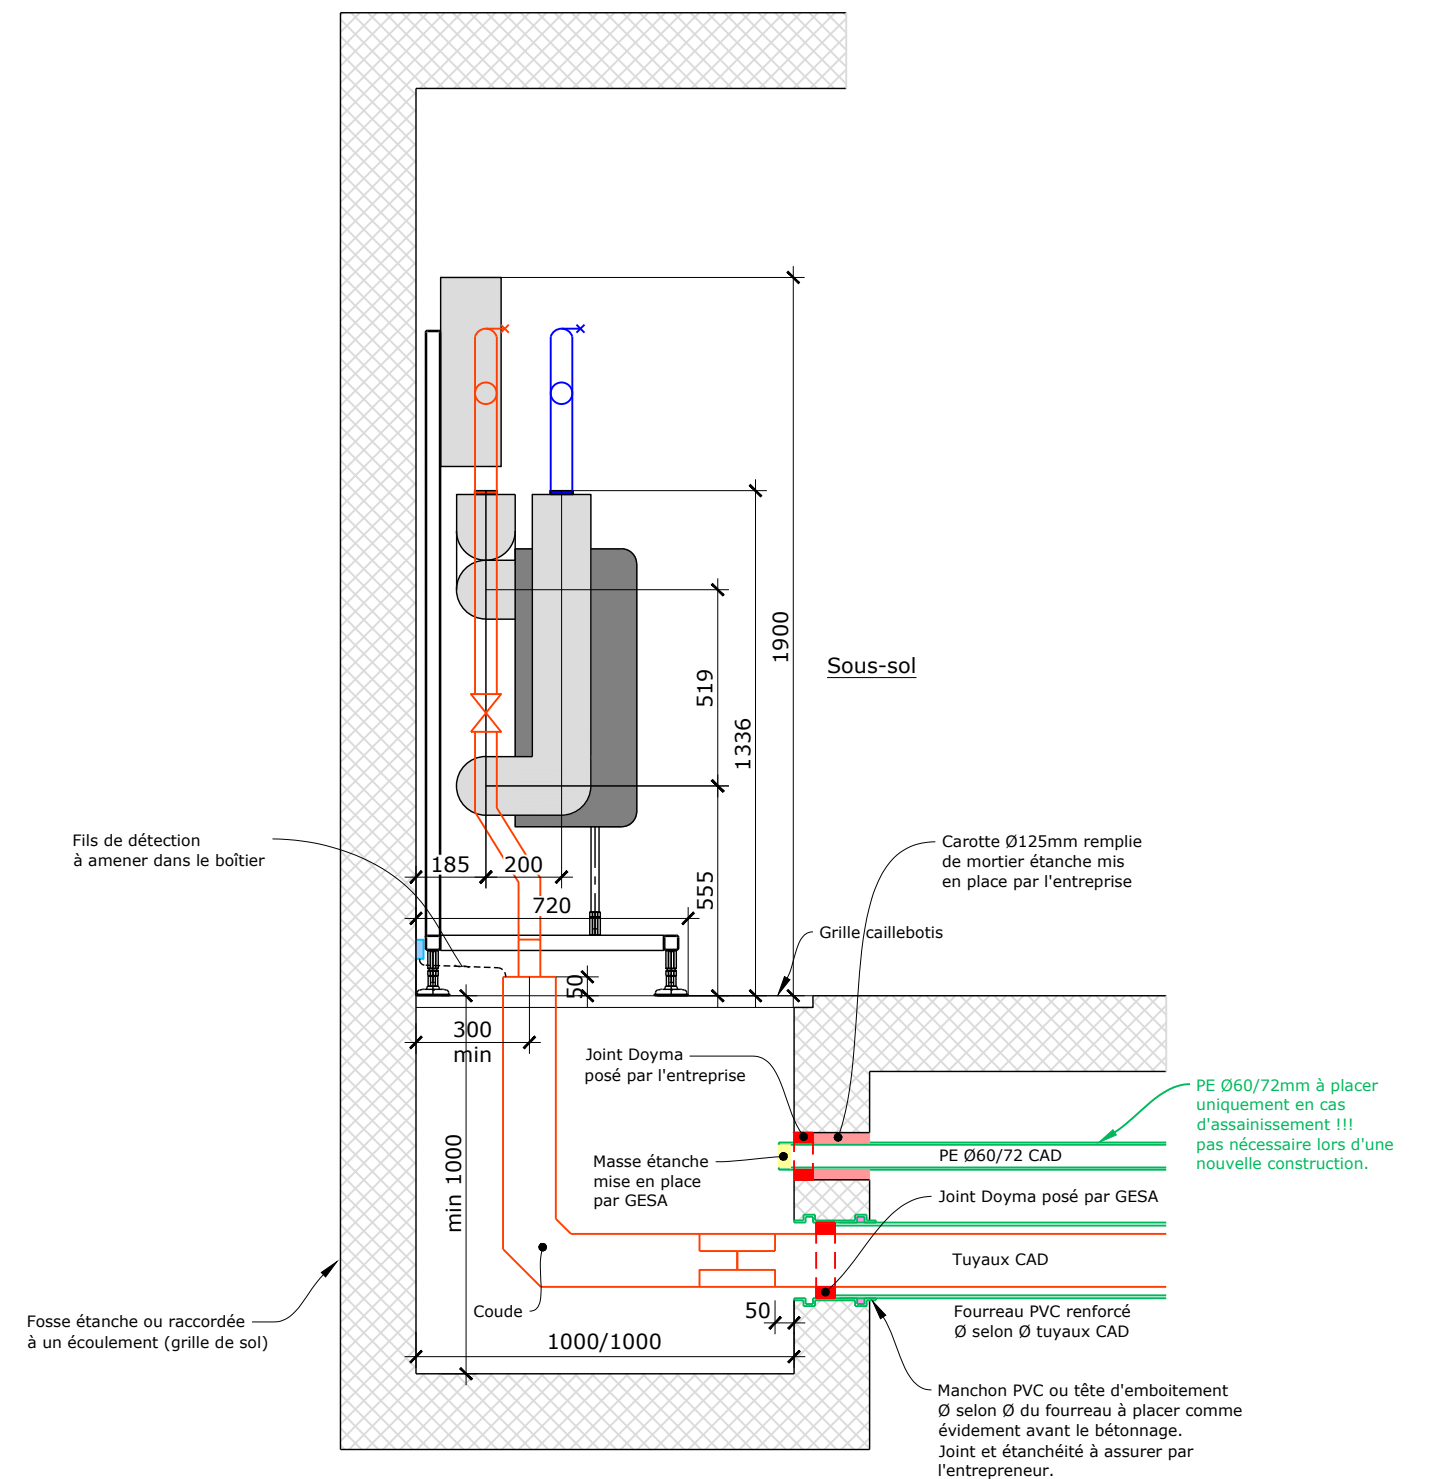 1900
Sous-sol
519
1336
Fils de détection
à amener dans le boîtier
185
200
720
555
Carotte Ø125mm remplie
de mortier étanche mis
en place par l'entreprise
Grille caillebotis
50
300
min
Joint Doyma
posé par l'entreprise
PE Ø60/72mm à placer
uniquement en cas
d'assainissement !!!
pas nécessaire lors d'une
nouvelle construction.
min 1000
Masse étanche
mise en place
par GESA
PE Ø60/72 CAD
Joint Doyma posé par GESA
Tuyaux CAD
Coude
50
Fourreau PVC renforcé
Ø selon Ø tuyaux CAD
Fosse étanche ou raccordée
à un écoulement (grille de sol)
1000/1000
Manchon PVC ou tête d'emboitement
Ø selon Ø du fourreau à placer comme
évidement avant le bétonnage.
Joint et étanchéité à assurer par
l'entrepreneur.